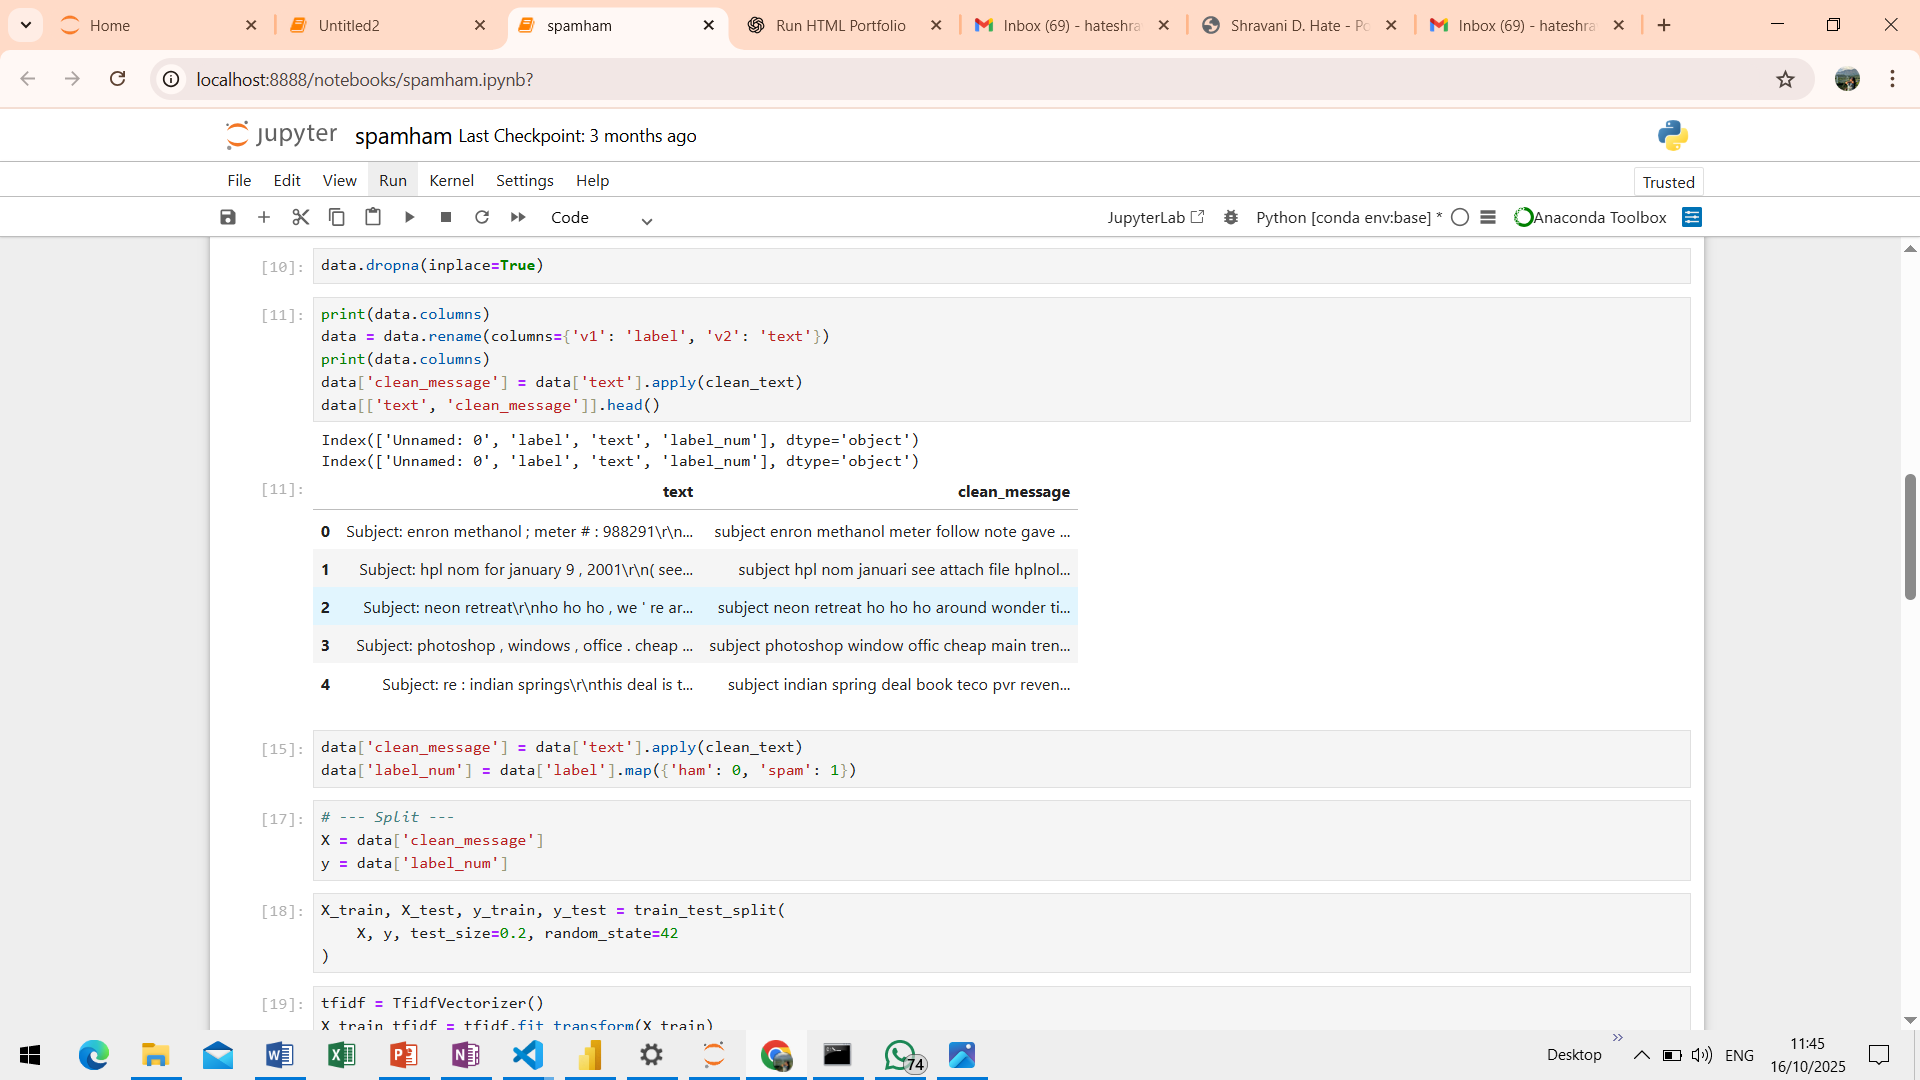 Home
Untitled2
spamham
Run HTML Portfolio
Inbox (69) - hateshra
Shravani D. Hate - Po
Inbox (69) - hateshra
localhost:8888/notebooks/spamham.ipynb?
jupyter spamham Last Checkpoint: 3 months ago
File Edit View Run Kernel Settings Help
Trusted
Code
JupyterLab
Python [conda env:base] *
Anaconda Toolbox
[10]: data.dropna(inplace=True)
[11]: print(data.columns)
data = data.rename(columns={'v1': 'label', 'v2': 'text'})
print(data.columns)
data['clean_message'] = data['text'].apply(clean_text)
data[['text', 'clean_message']].head()
Index(['Unnamed: 0', 'label', 'text', 'label_num'], dtype='object')
Index(['Unnamed: 0', 'label', 'text', 'label_num'], dtype='object')
[11]: text clean_message
0 Subject: enron methanol ; meter # : 988291\r\n... subject enron methanol meter follow note gave ...
1 Subject: hpl nom for january 9 , 2001\r\n( see... subject hpl nom januari see attach file hplnol...
2 Subject: neon retreat\r\nho ho ho , we ' re ar... subject neon retreat ho ho ho around wonder ti...
3 Subject: photoshop , windows , office . cheap ... subject photoshop window offic cheap main tren...
4 Subject: re : indian springs\r\nthis deal is t... subject indian spring deal book teco pvr reven...
[15]: data['clean_message'] = data['text'].apply(clean_text)
data['label_num'] = data['label'].map({'ham': 0, 'spam': 1})
[17]: # --- Split ---
X = data['clean_message']
y = data['label_num']
[18]: X_train, X_test, y_train, y_test = train_test_split(
X, y, test_size=0.2, random_state=42
)
[19]: tfidf = TfidfVectorizer()
X_train_tfidf = tfidf.fit_transform(X_train)
74
Desktop
ENG
11:45
16/10/2025